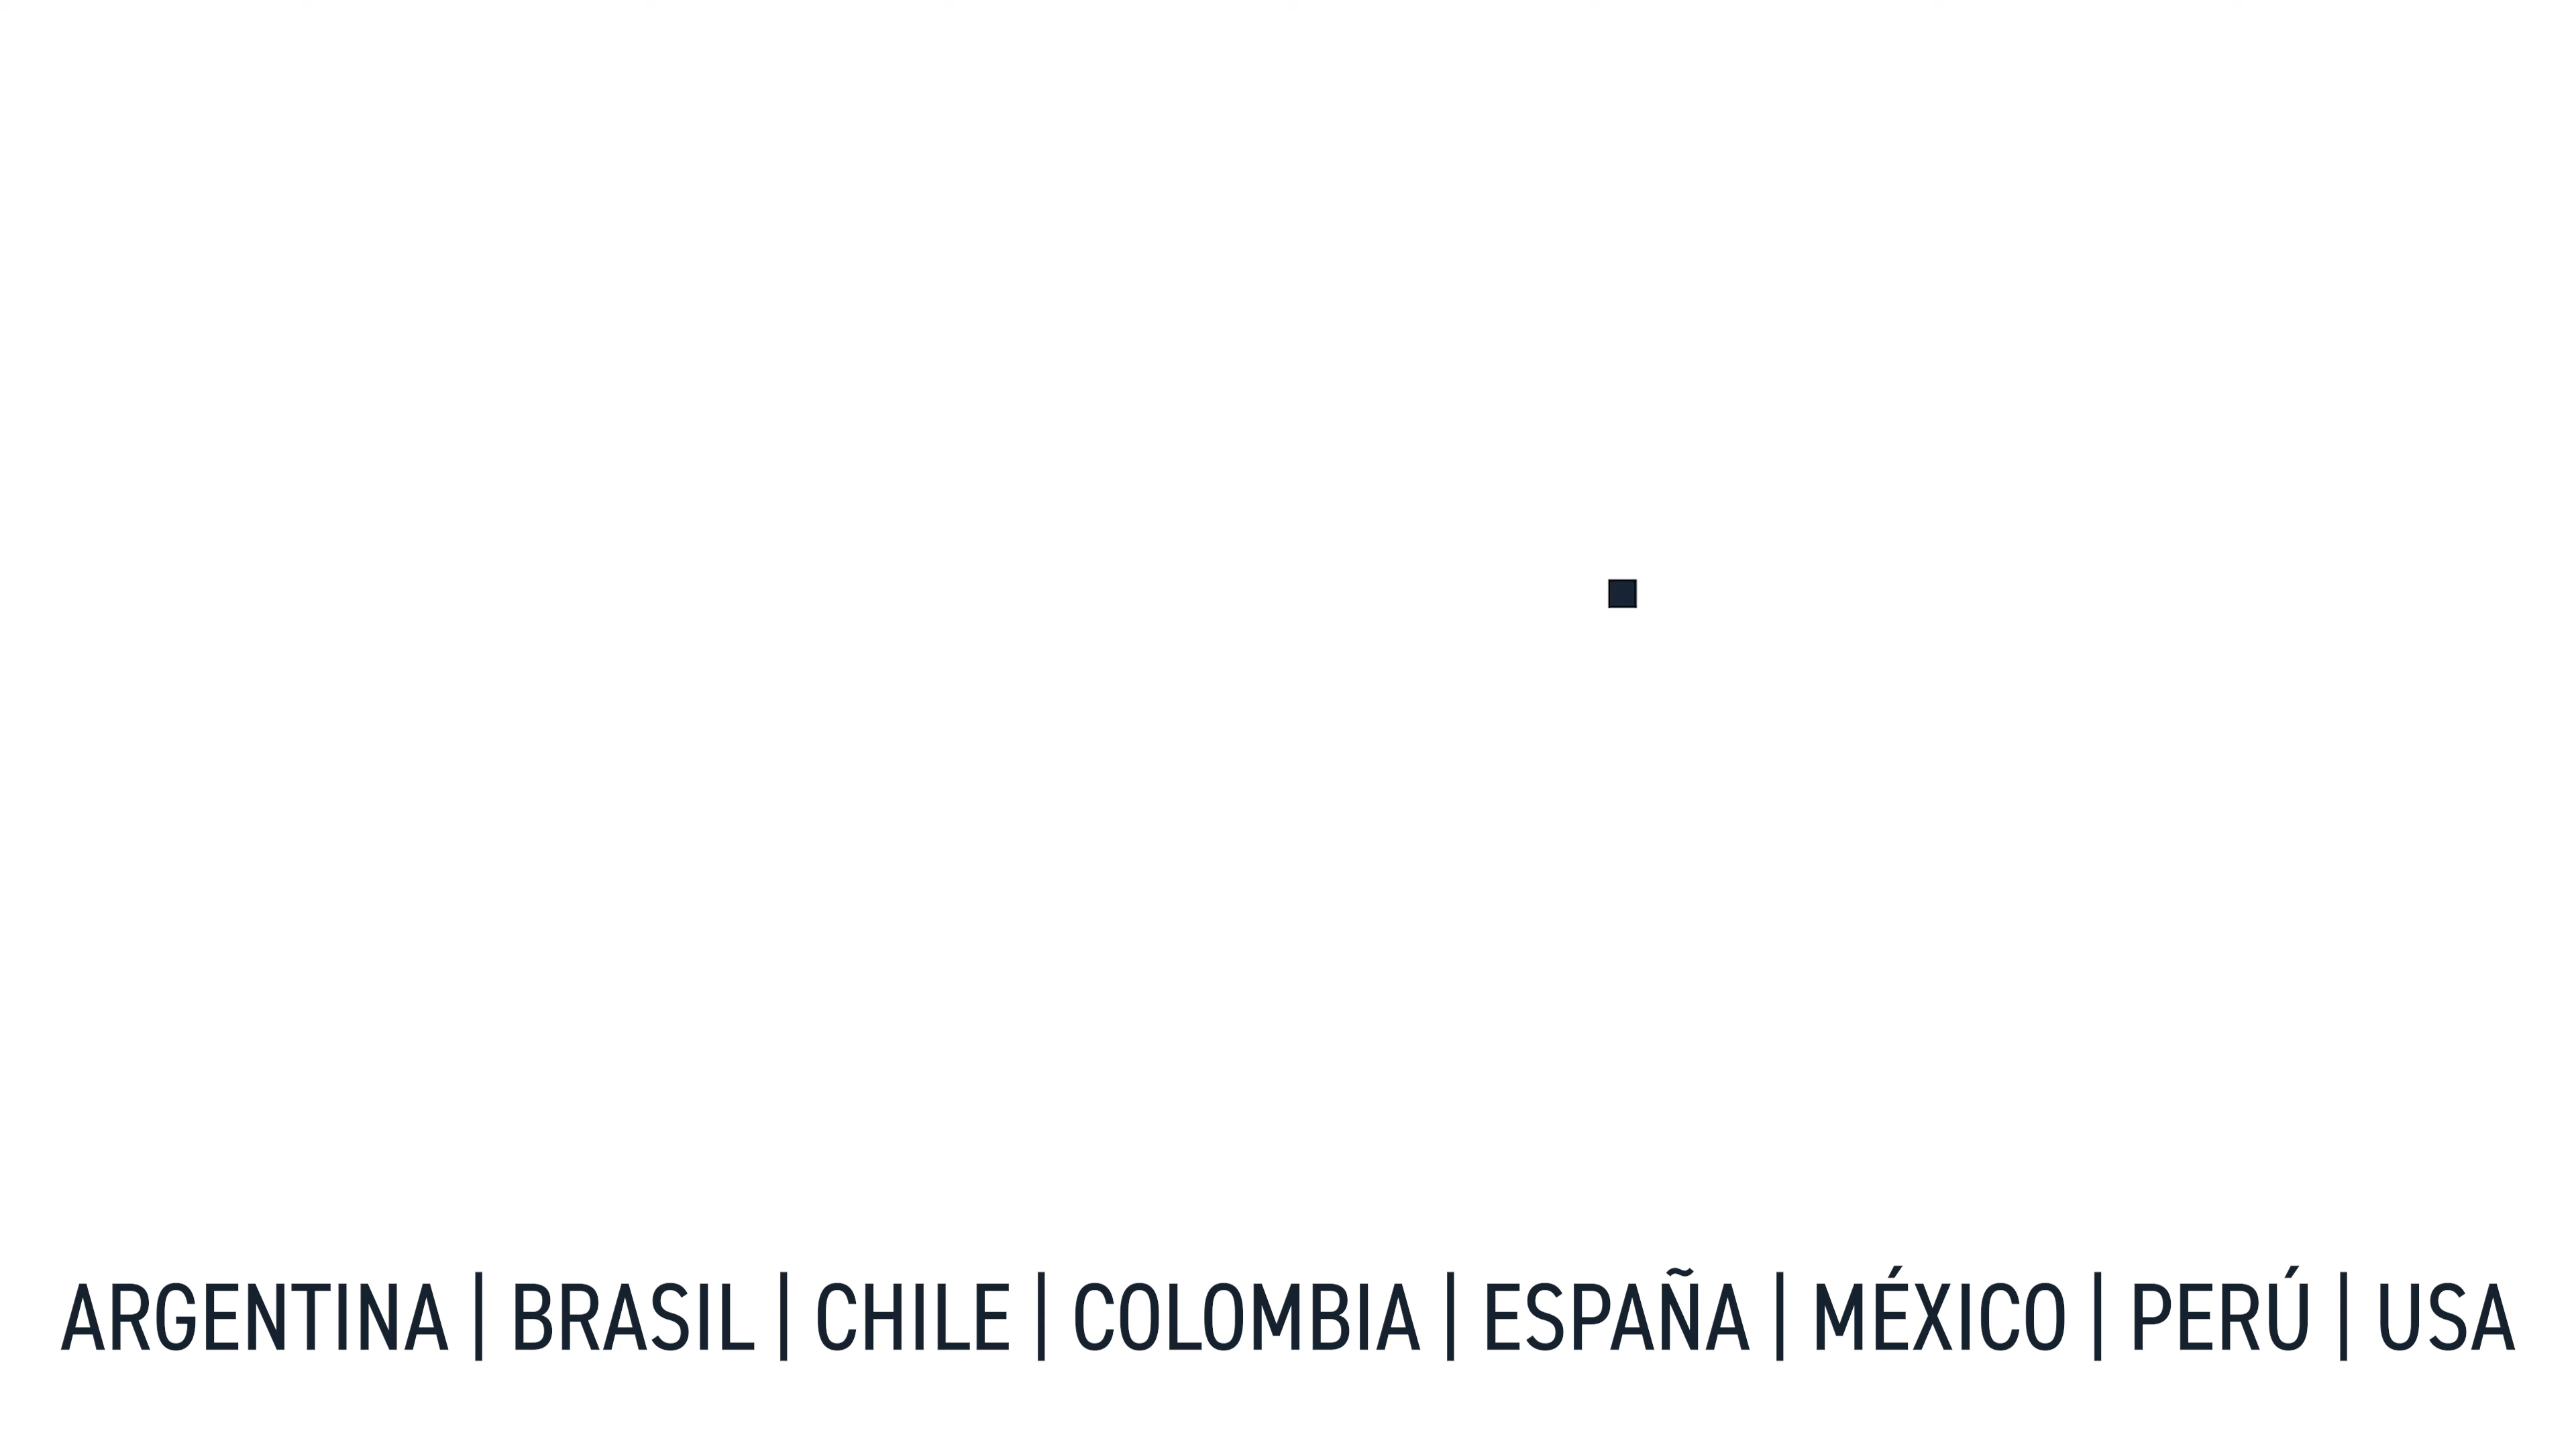 ARGENTINA | BRASIL | CHILE | COLOMBIA | ESPAÑA | MÉXICO | PERÚ | USA